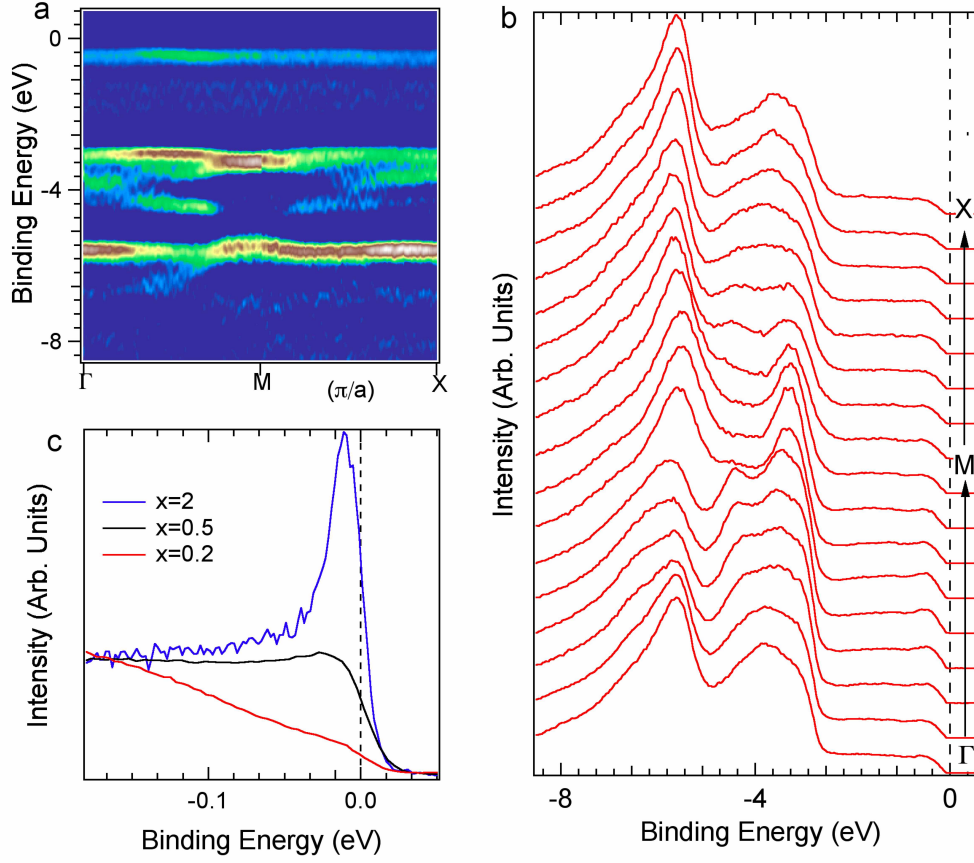 a
0
-4
-8
Binding Energy (eV)
Γ
M
(π/a)
X
b
Intensity (Arb. Units)
X
M
Γ
-8
-4
0
Binding Energy (eV)
c
x=2
x=0.5
x=0.2
Intensity (Arb. Units)
-0.1
0.0
Binding Energy (eV)